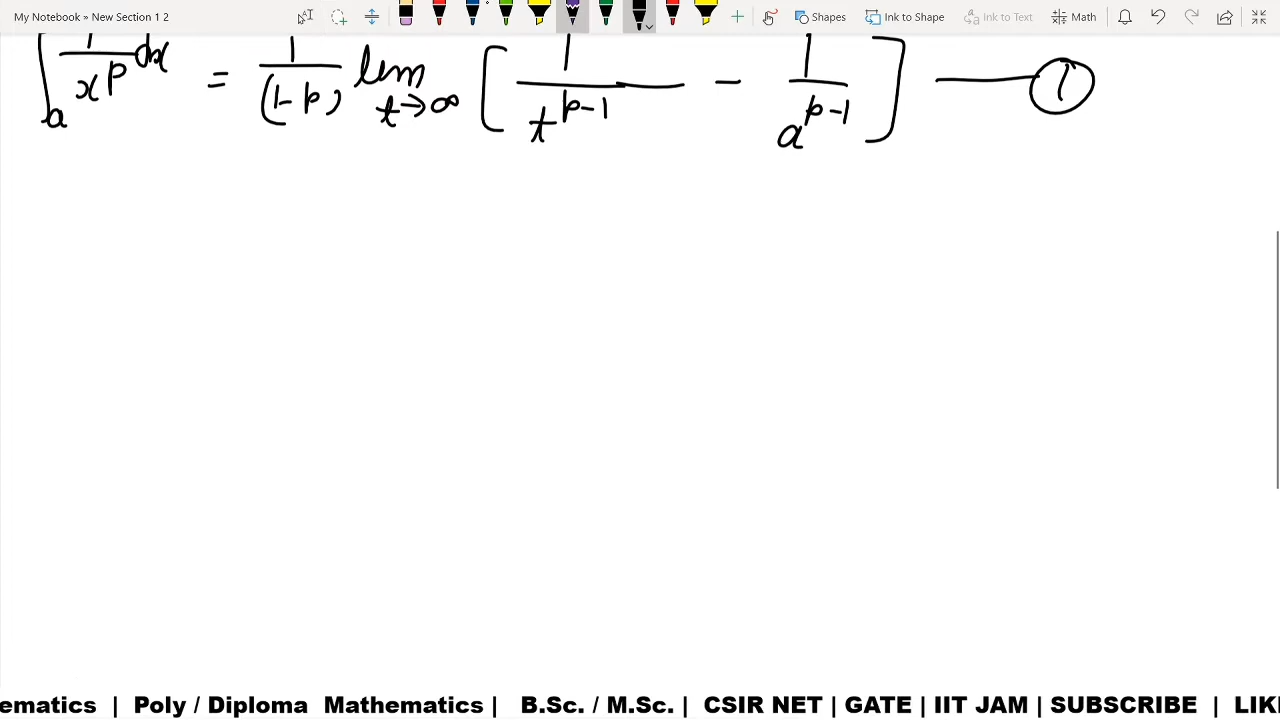 My Notebook » New Section 1 2 Shapes Ink to Shape Ink to Text Math
∫ₐ 1/x^p dx = 1/(1-p) lim t→∞ [ 1/t^(p-1) - 1/a^(p-1) ] — ①
ematics | Poly / Diploma Mathematics | B.Sc. / M.Sc. | CSIR NET | GATE | IIT JAM | SUBSCRIBE | LIK